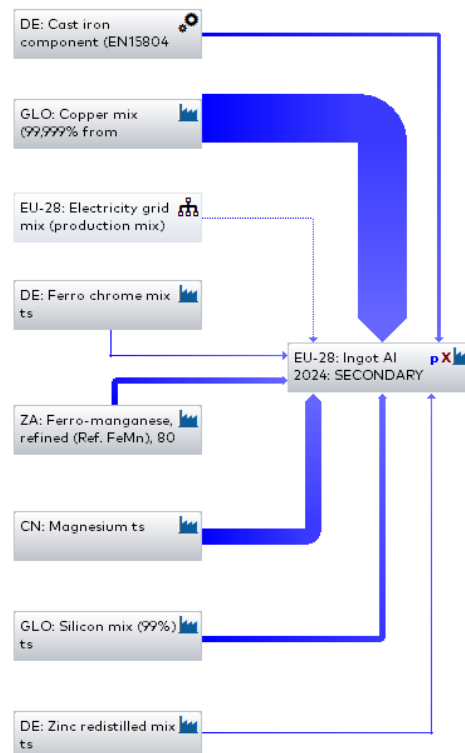 DE: Cast iron
component (EN15804
GLO: Copper mix
(99,999% from
EU-28: Electricity grid
mix (production mix)
DE: Ferro chrome mix
ts
EU-28: Ingot Al
2024: SECONDARY
p X
ZA: Ferro-manganese,
refined (Ref. FeMn), 80
CN: Magnesium ts
GLO: Silicon mix (99%)
ts
DE: Zinc redistilled mix
ts